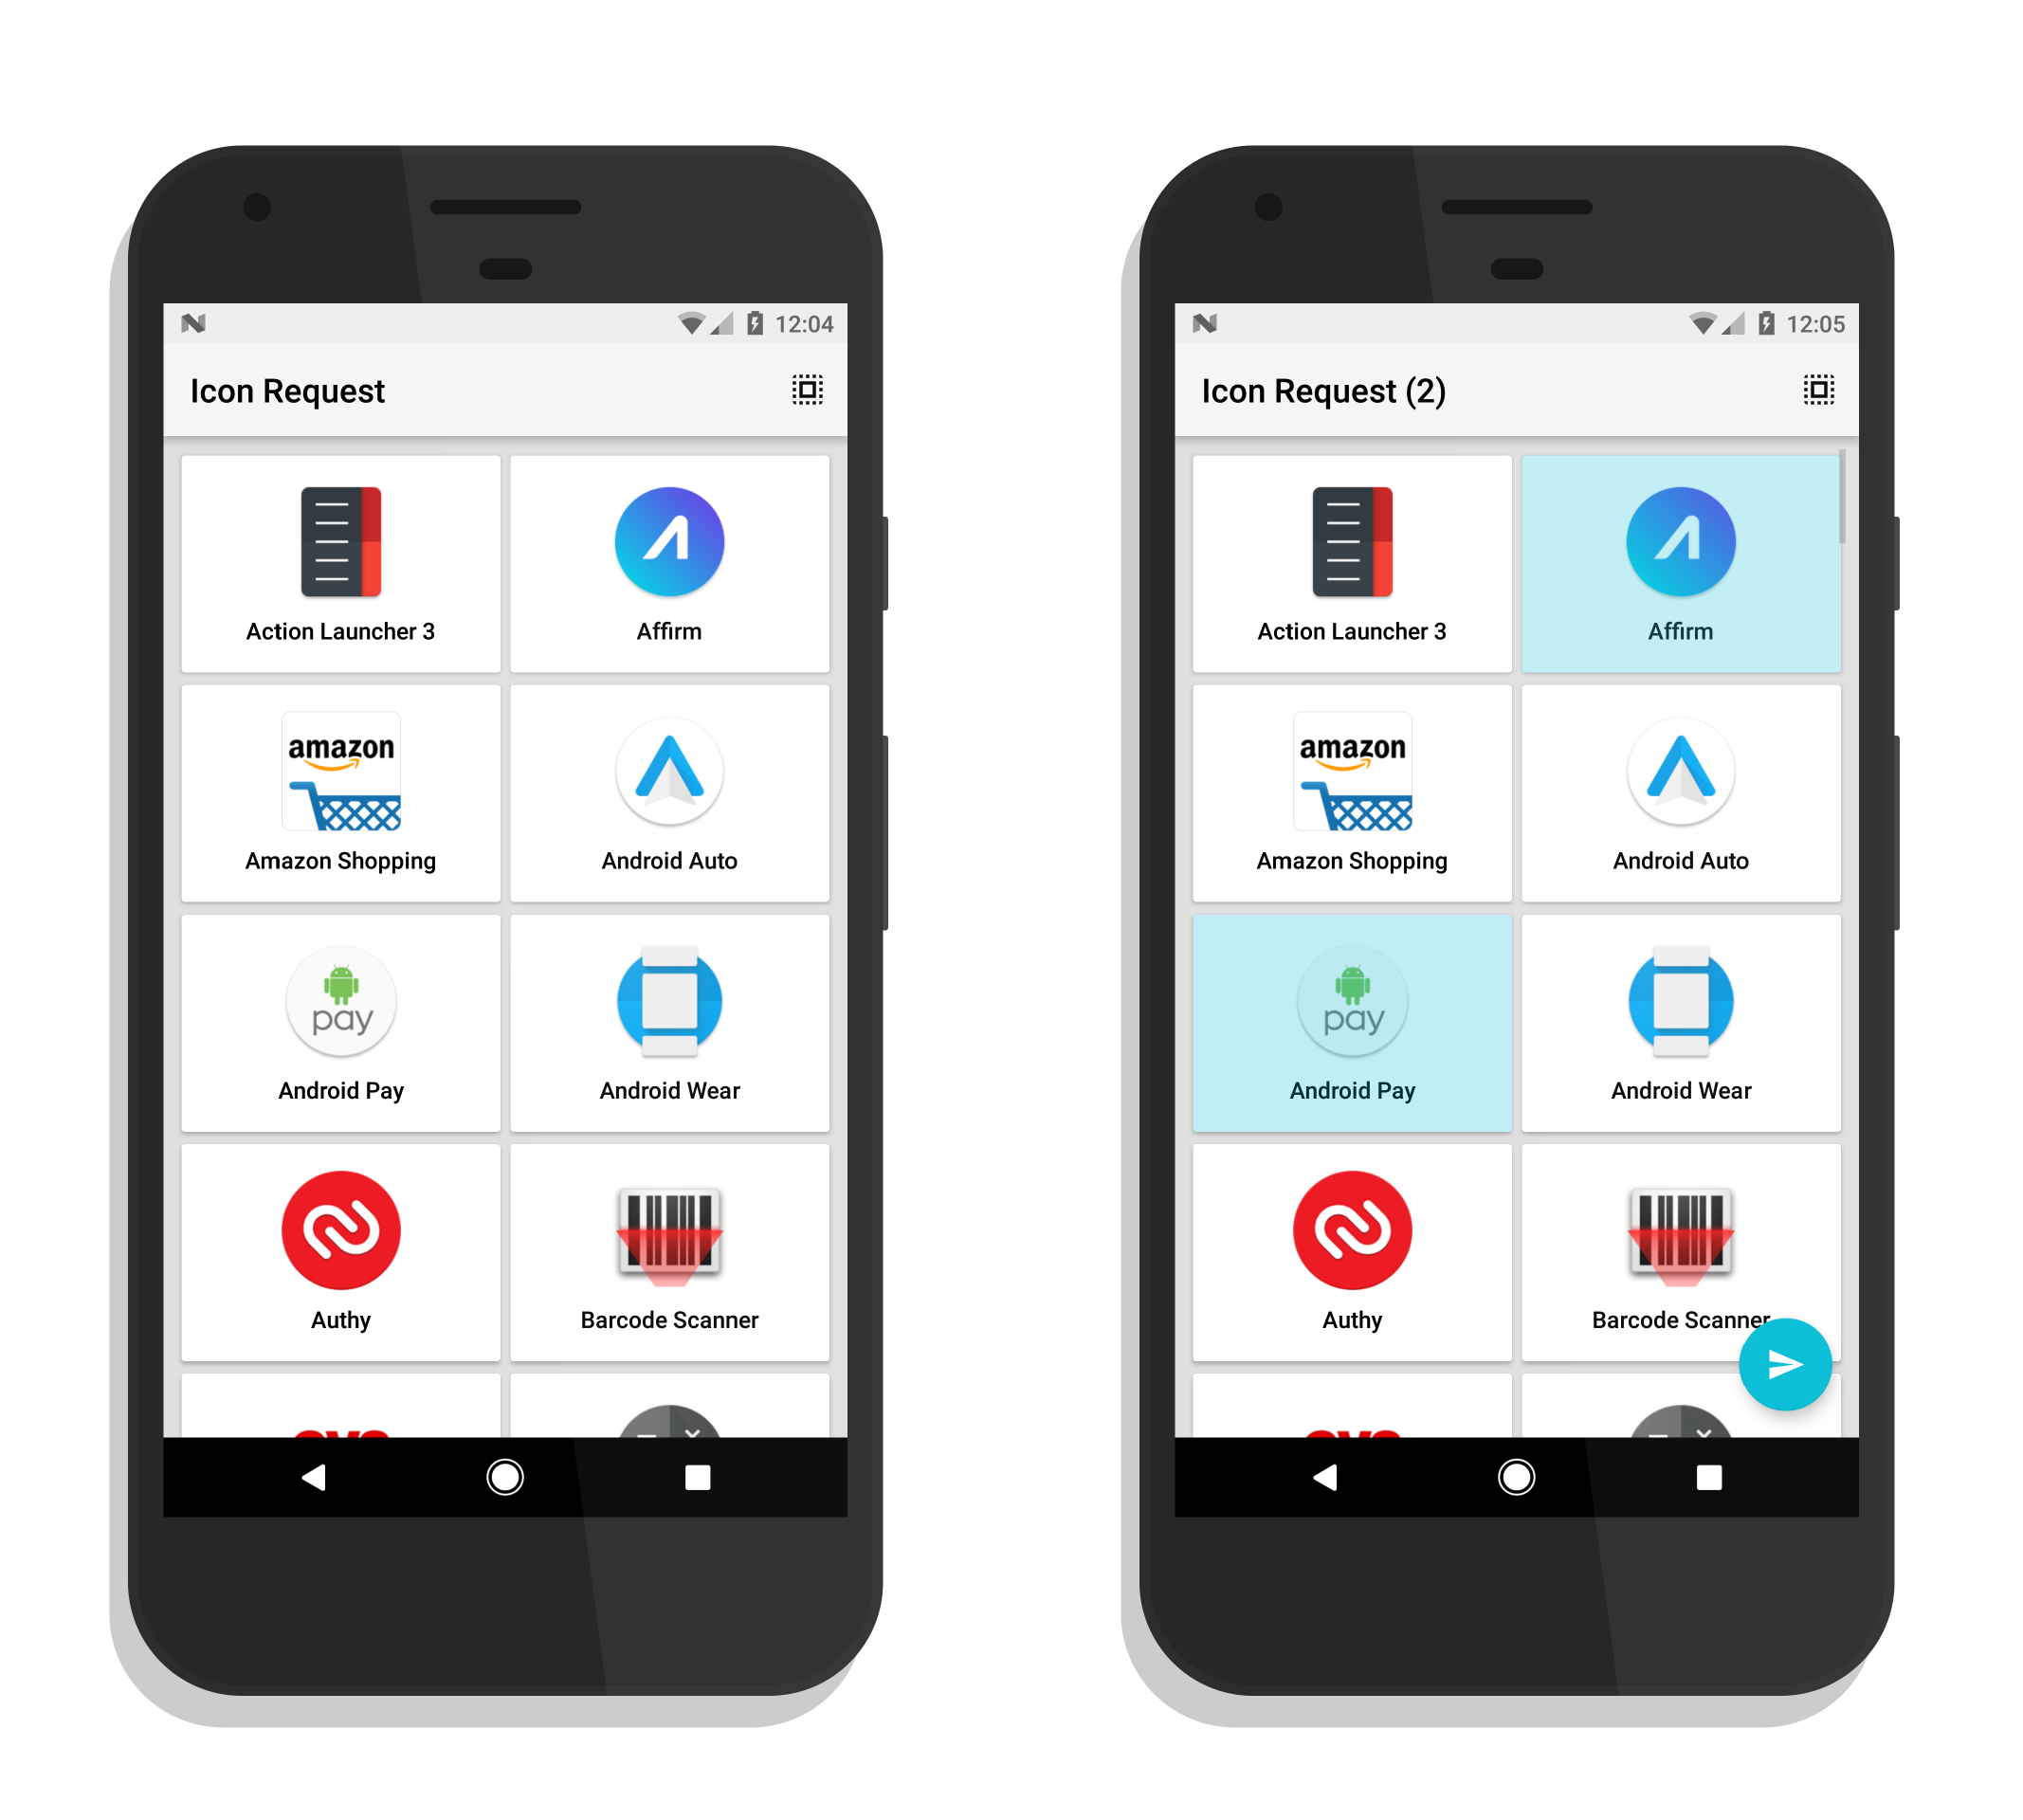 12:04
Icon Request
Action Launcher 3
Affirm
amazon
Amazon Shopping
Android Auto
pay
Android Pay
Android Wear
Authy
Barcode Scanner
12:05
Icon Request (2)
Action Launcher 3
Affirm
amazon
Amazon Shopping
Android Auto
pay
Android Pay
Android Wear
Authy
Barcode Scanner